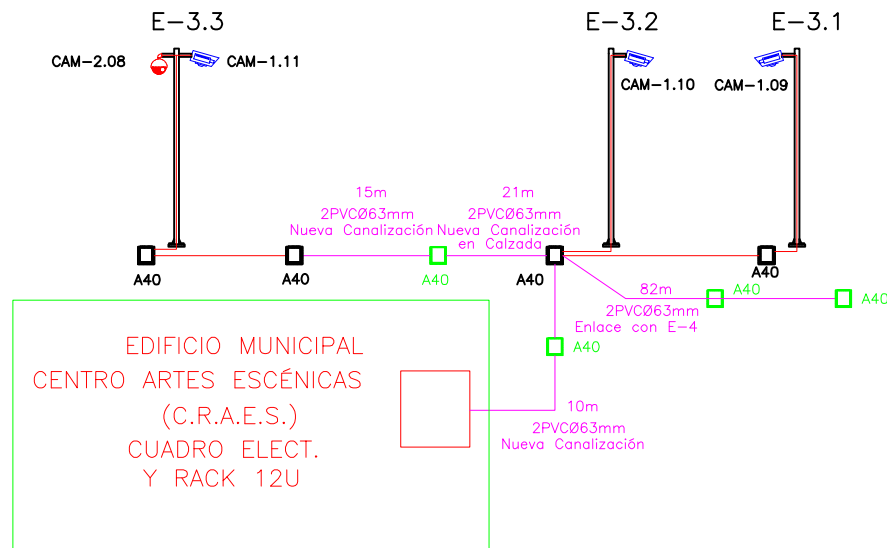 E-3.3
E-3.2
E-3.1
CAM-2.08
CAM-1.11
CAM-1.10
CAM-1.09
15m
2PVCØ63mm
Nueva Canalización
21m
2PVCØ63mm
Nueva Canalización
en Calzada
A40
A40
A40
A40
A40
82m
2PVCØ63mm
Enlace con E-4
A40
A40
A40
10m
2PVCØ63mm
Nueva Canalización
EDIFICIO MUNICIPAL
CENTRO ARTES ESCÉNICAS
(C.R.A.E.S.)
CUADRO ELECT.
Y RACK 12U